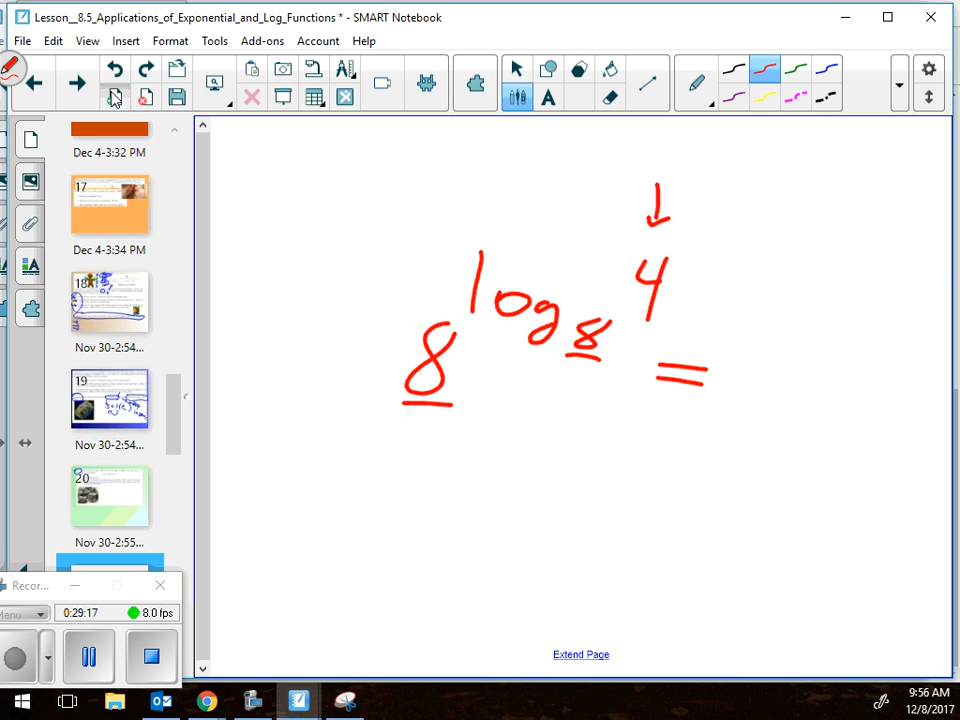 Lesson__8.5_Applications_of_Exponential_and_Log_Functions * - SMART Notebook
File Edit View Insert Format Tools Add-ons Account Help
Dec 4-3:32 PM
17
Dec 4-3:34 PM
18
Nov 30-2:54...
19
Nov 30-2:54...
20
Nov 30-2:55...
8 log 8 4 =
Extend Page
Recor...
Menu 0:29:17 8.0 fps
9:56 AM
12/8/2017